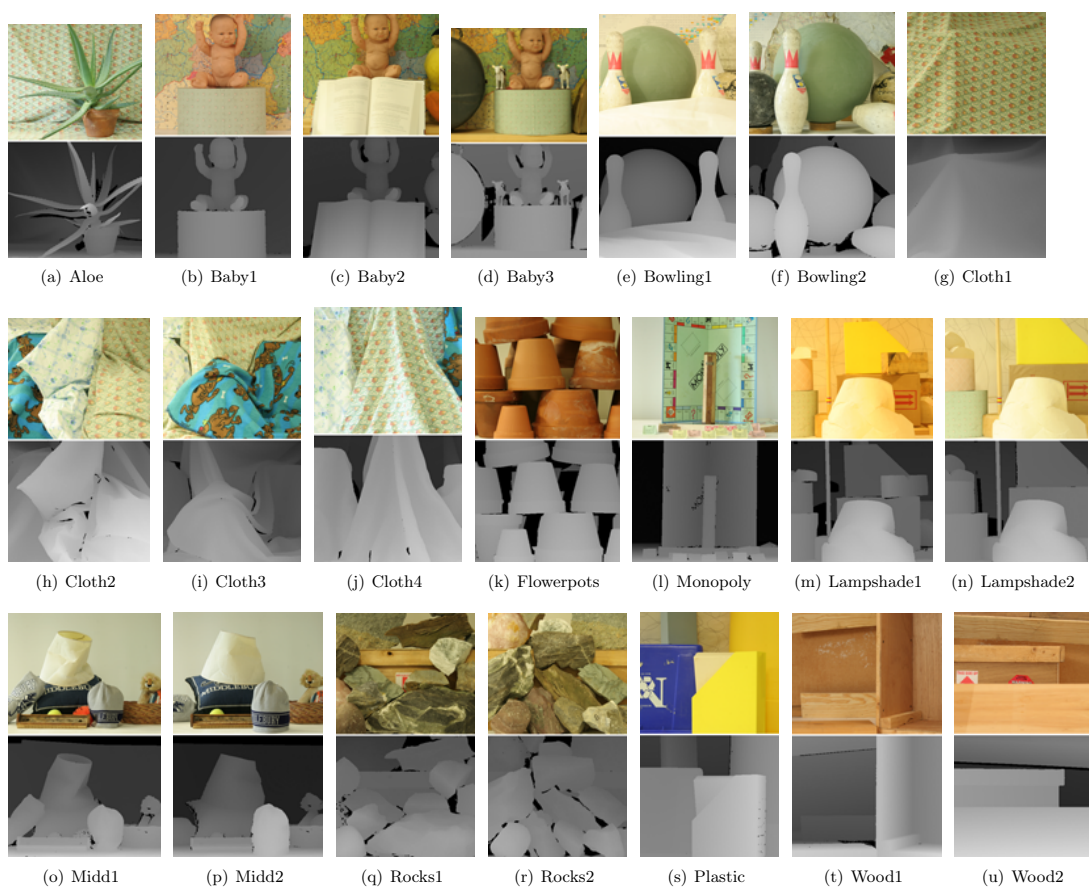 (a) Aloe
(b) Baby1
(c) Baby2
(d) Baby3
(e) Bowling1
(f) Bowling2
(g) Cloth1
(h) Cloth2
(i) Cloth3
(j) Cloth4
(k) Flowerpots
(l) Monopoly
(m) Lampshade1
(n) Lampshade2
(o) Midd1
(p) Midd2
(q) Rocks1
(r) Rocks2
(s) Plastic
(t) Wood1
(u) Wood2